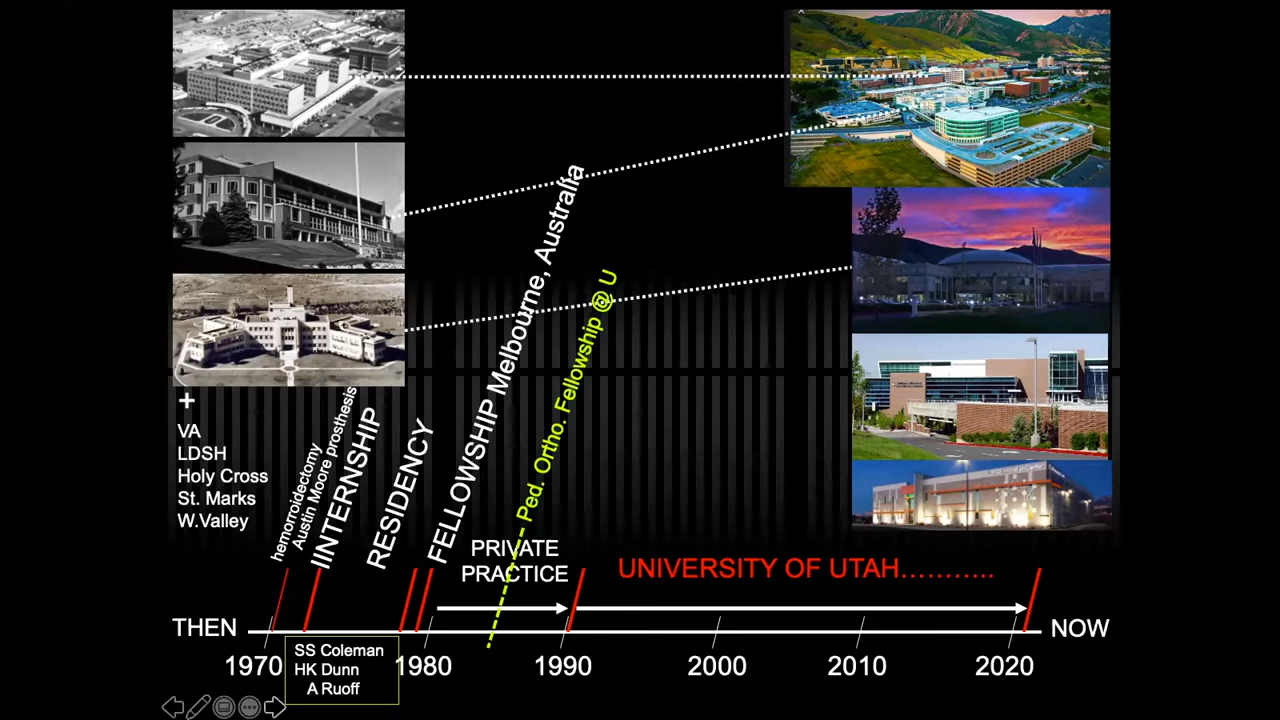 +
VA
LDSH
Holy Cross
St. Marks
W.Valley
hemorroidectomy
Austin Moore prosthesis
IINTERNSHIP
RESIDENCY
FELLOWSHIP Melbourne, Australia
Ped. Ortho. Fellowship @ U
PRIVATE
PRACTICE
UNIVERSITY OF UTAH...........
THEN
NOW
1970
1980
1990
2000
2010
2020
SS Coleman
HK Dunn
A Ruoff